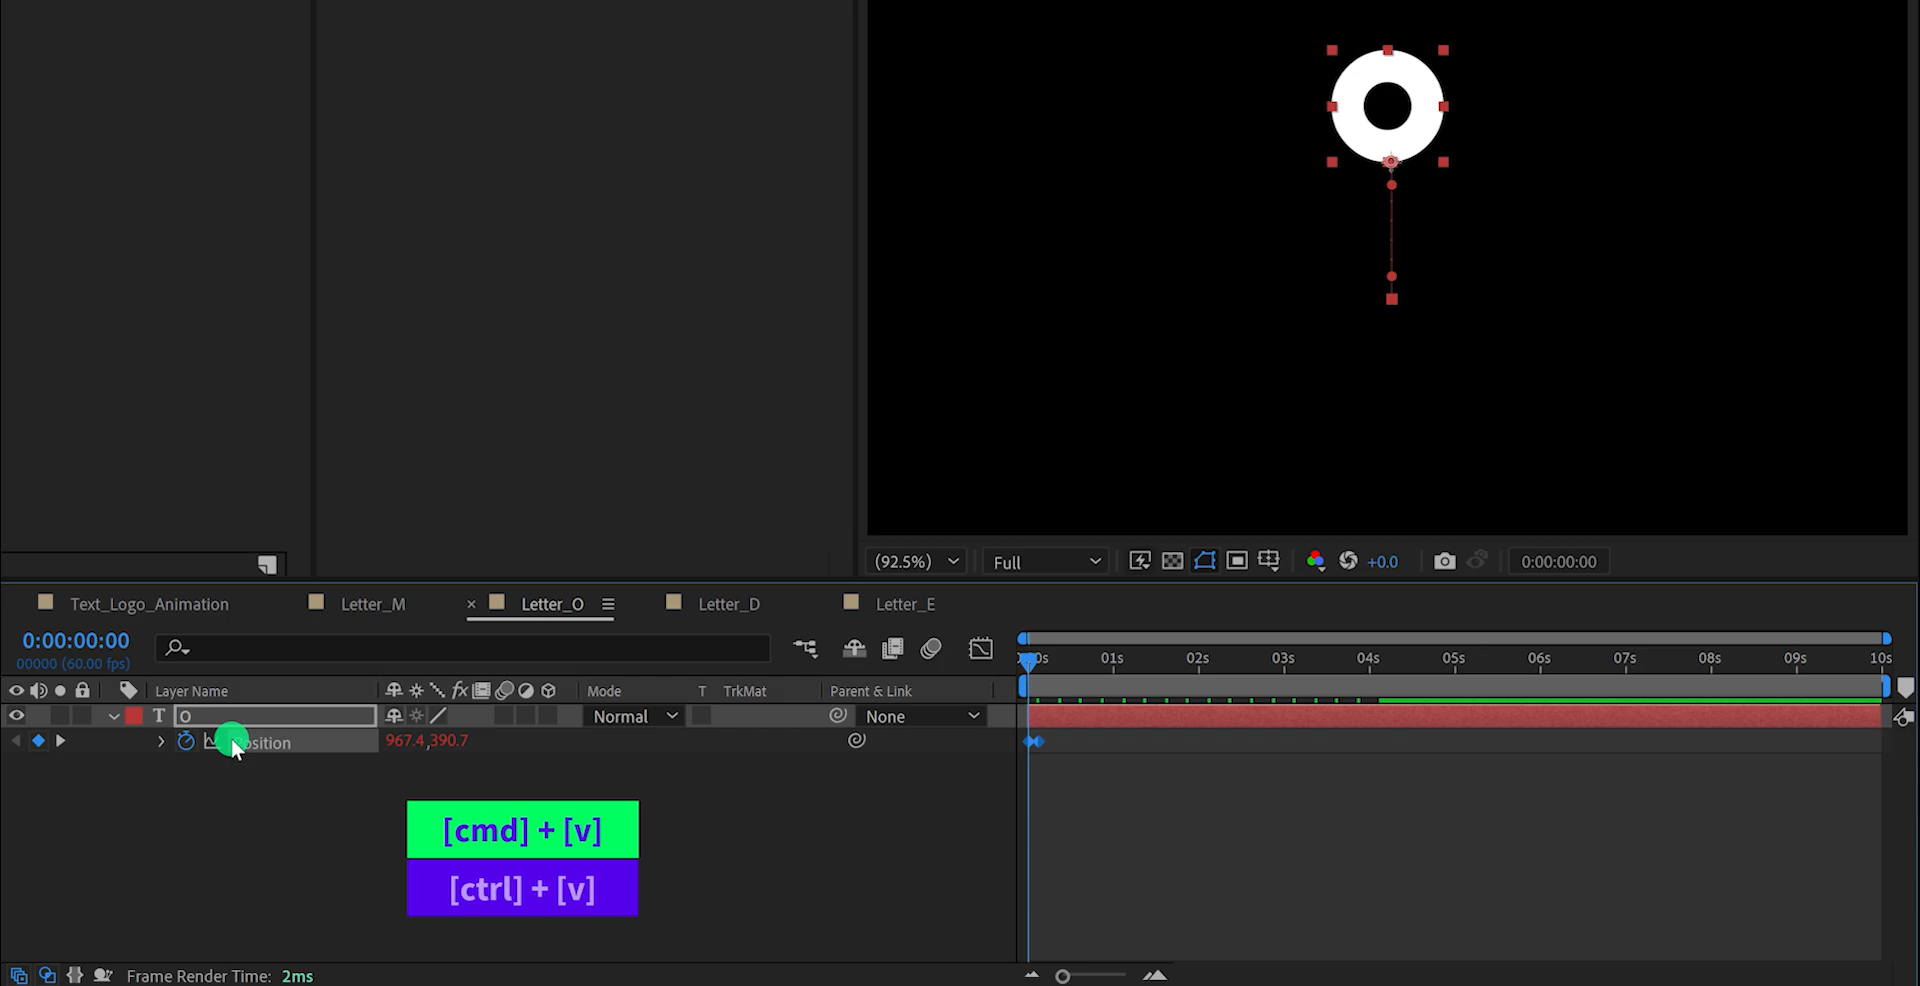 (92.5%)
Full
+0.0
0:00:00:00
Text_Logo_Animation
Letter_M
× Letter_O
Letter_D
Letter_E
0:00:00:00
00000 (60.00 fps)
01s 02s 03s 04s 05s 06s 07s 08s 09s 10s
Layer Name
fx
Mode
T
TrkMat
Parent & Link
T
O
Normal
None
967.4,390.7
[cmd] + [v]
[ctrl] + [v]
Frame Render Time: 2ms